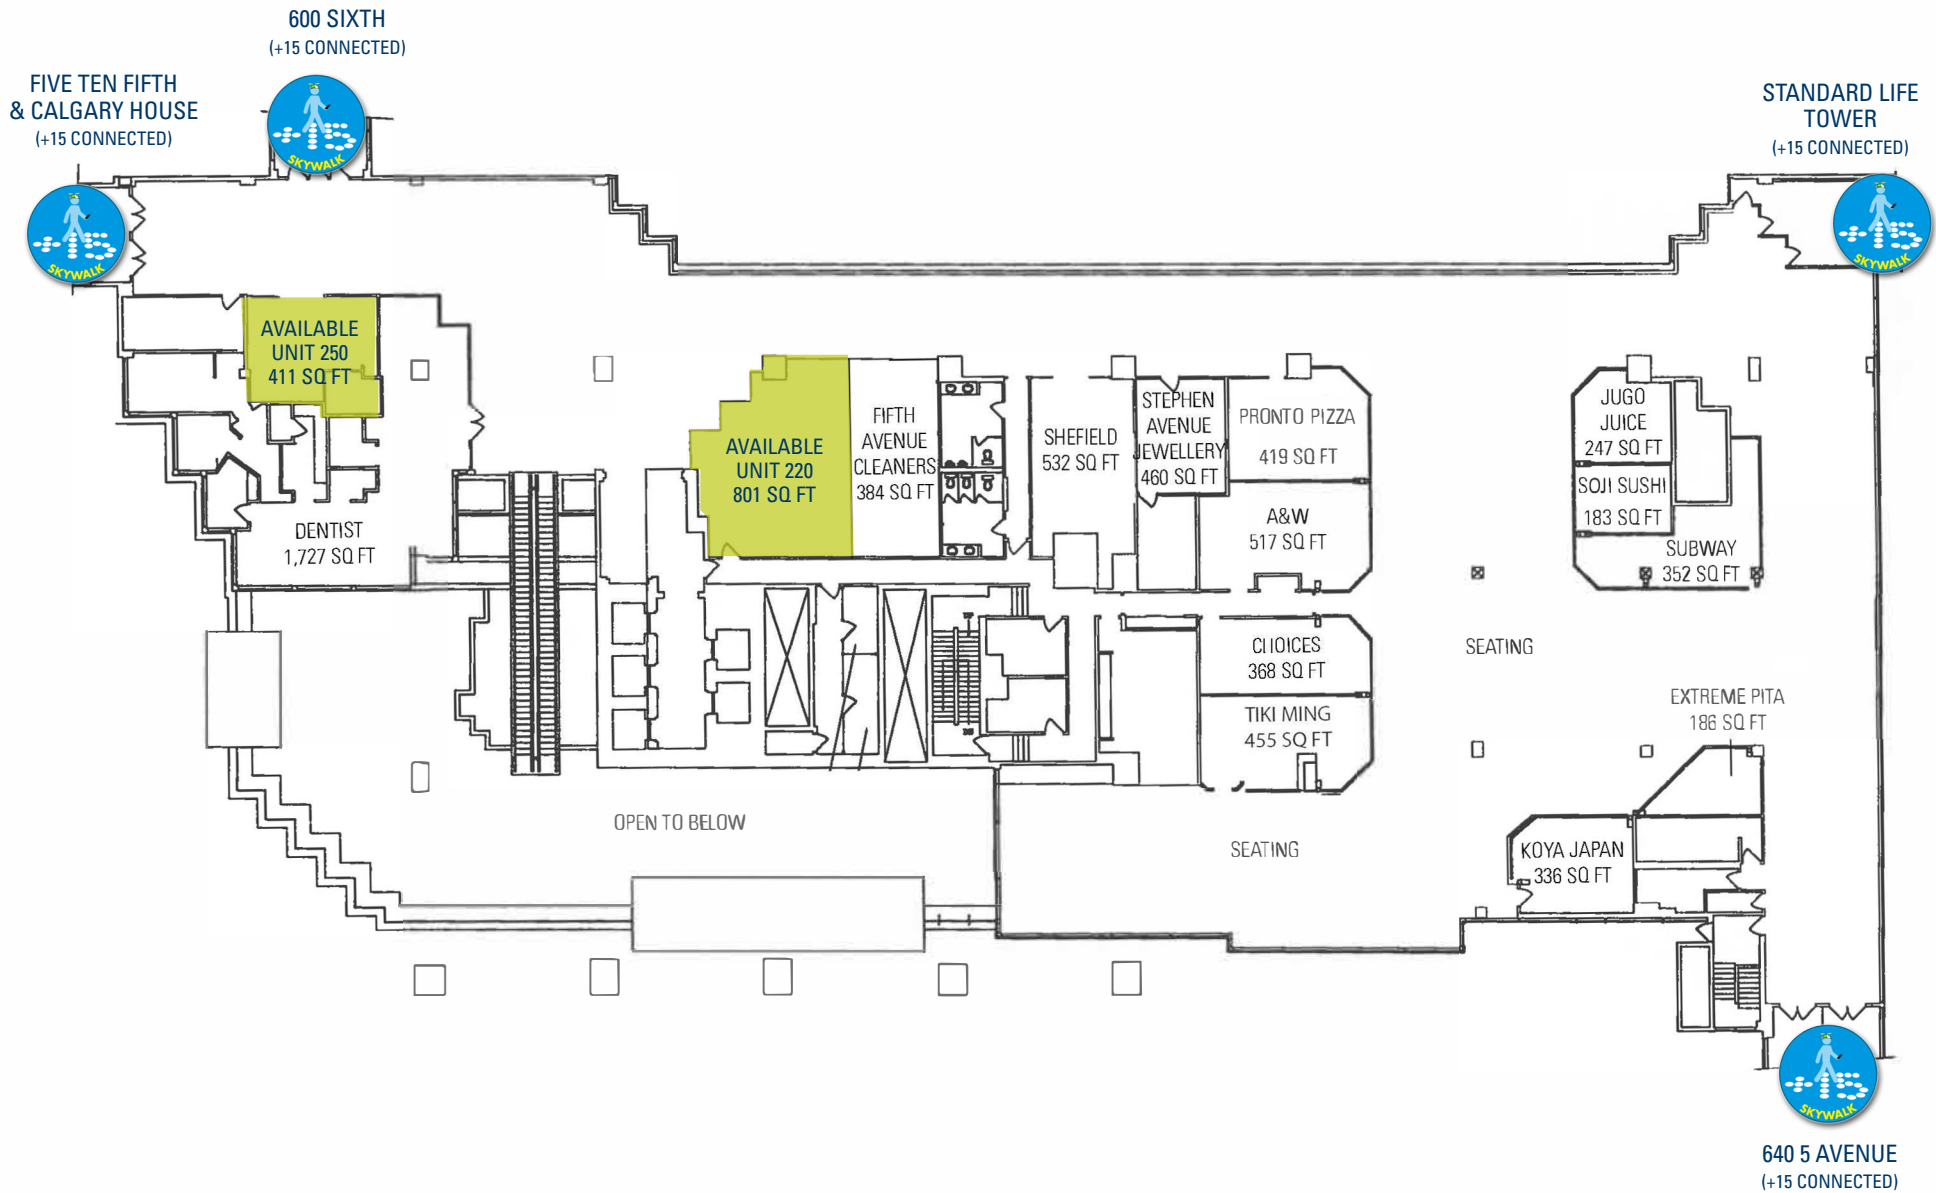 600 SIXTH
(+15 CONNECTED)
FIVE TEN FIFTH
& CALGARY HOUSE
(+15 CONNECTED)
STANDARD LIFE
TOWER
(+15 CONNECTED)
+15
SKYWALK
+15
SKYWALK
+15
SKYWALK
AVAILABLE
UNIT 250
411 SQ FT
AVAILABLE
UNIT 220
801 SQ FT
FIFTH
AVENUE
CLEANERS
384 SQ FT
SHEFIELD
532 SQ FT
STEPHEN
AVENUE
JEWELLERY
460 SQ FT
PRONTO PIZZA
419 SQ FT
A&W
517 SQ FT
JUGO
JUICE
247 SQ FT
SOJI SUSHI
183 SQ FT
SUBWAY
352 SQ FT
DENTIST
1,727 SQ FT
CHOICES
368 SQ FT
TIKI MING
455 SQ FT
SEATING
EXTREME PITA
186 SQ FT
OPEN TO BELOW
SEATING
KOYA JAPAN
336 SQ FT
+15
SKYWALK
640 5 AVENUE
(+15 CONNECTED)